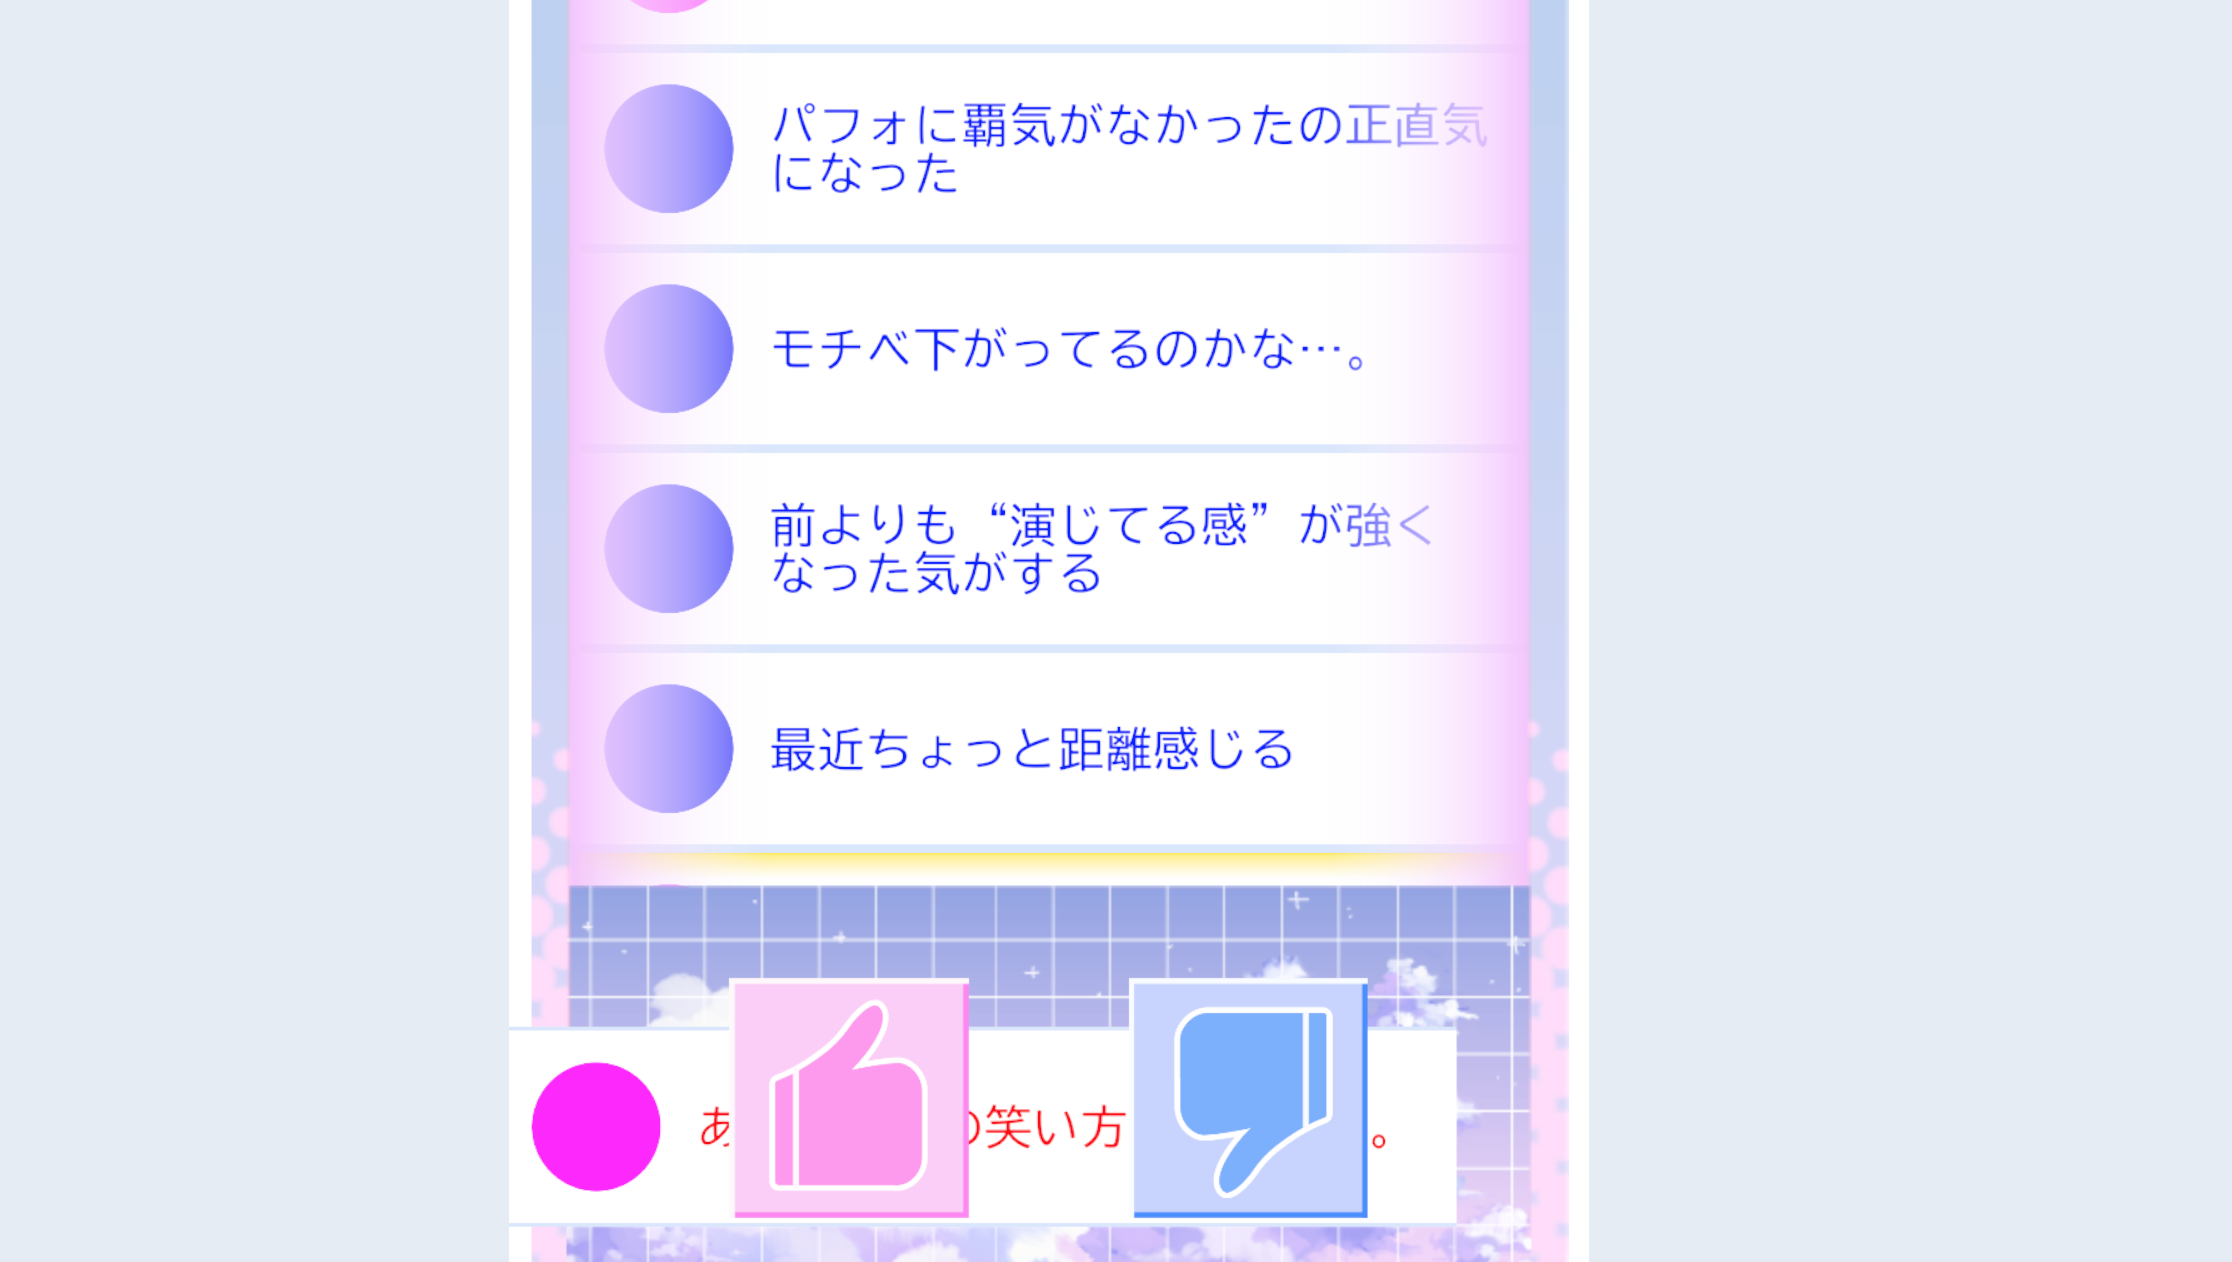 パフォに覇気がなかったの正直気
になった
モチベ下がってるのかな…。
前よりも“演じてる感”が強く
なった気がする
最近ちょっと距離感じる
の笑い方
。